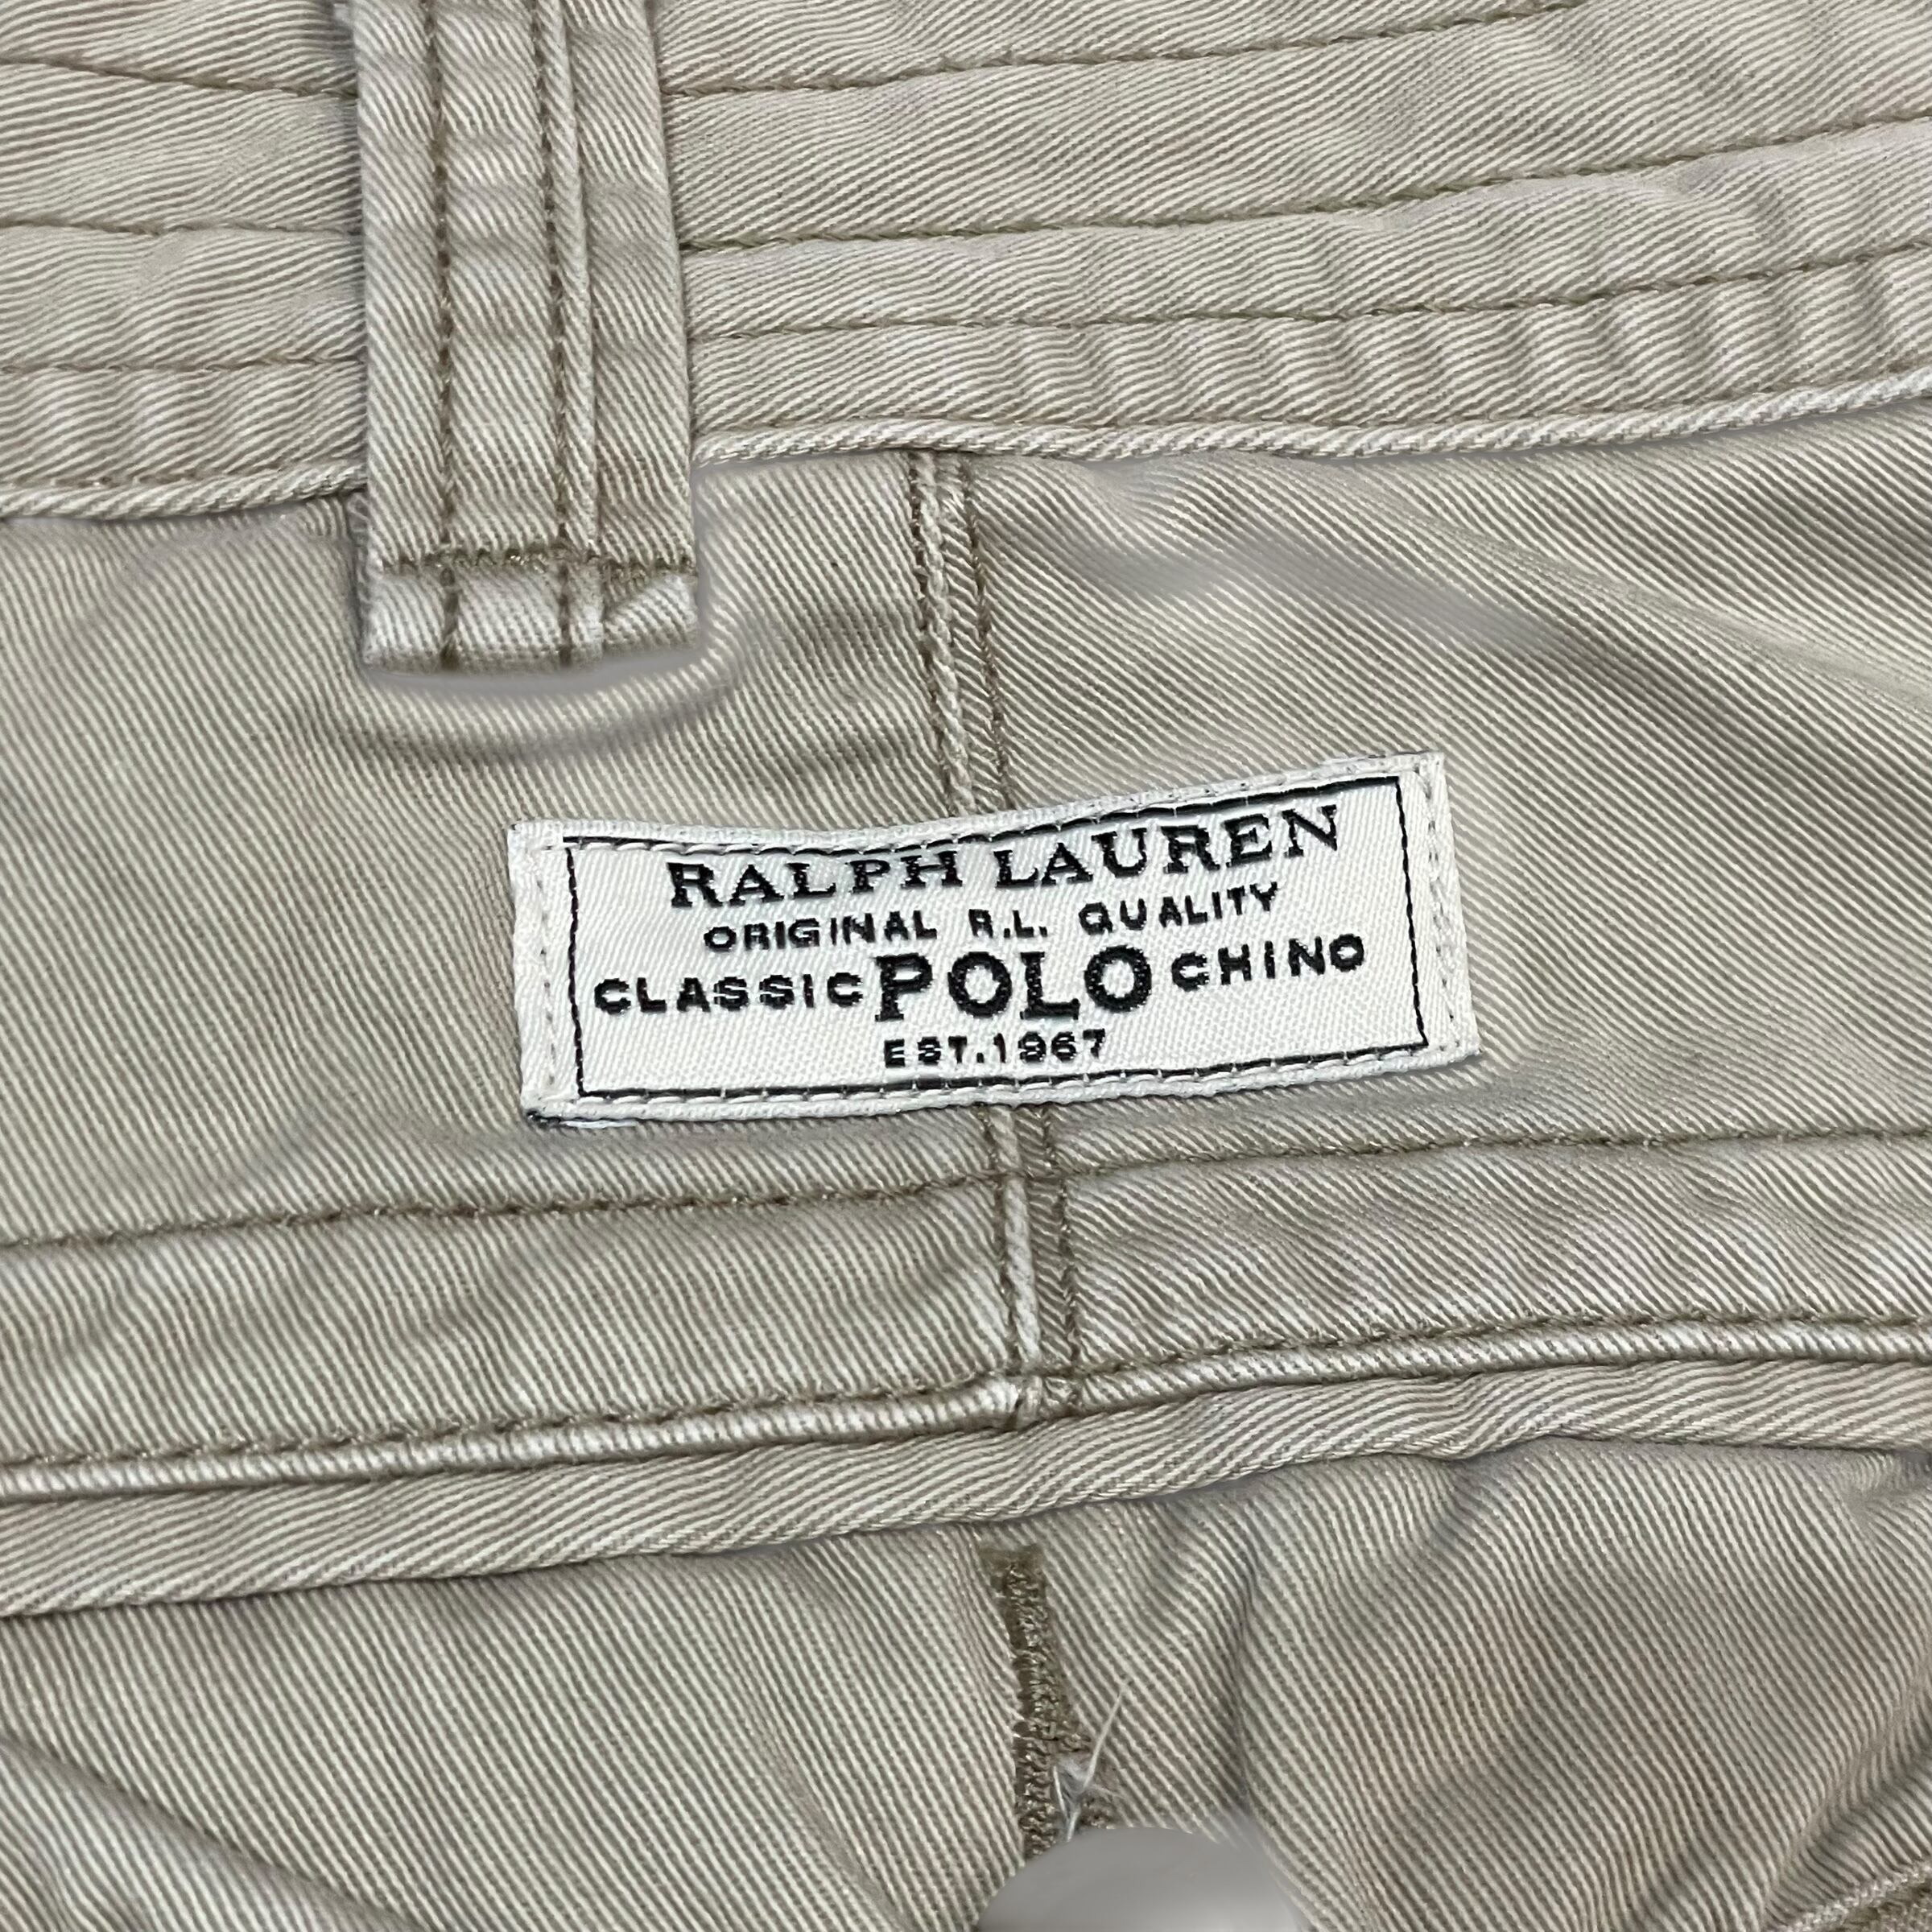 RALPH LAUREN
ORIGINAL R.L. QUALITY
CLASSIC POLO CHINO
EST.1967